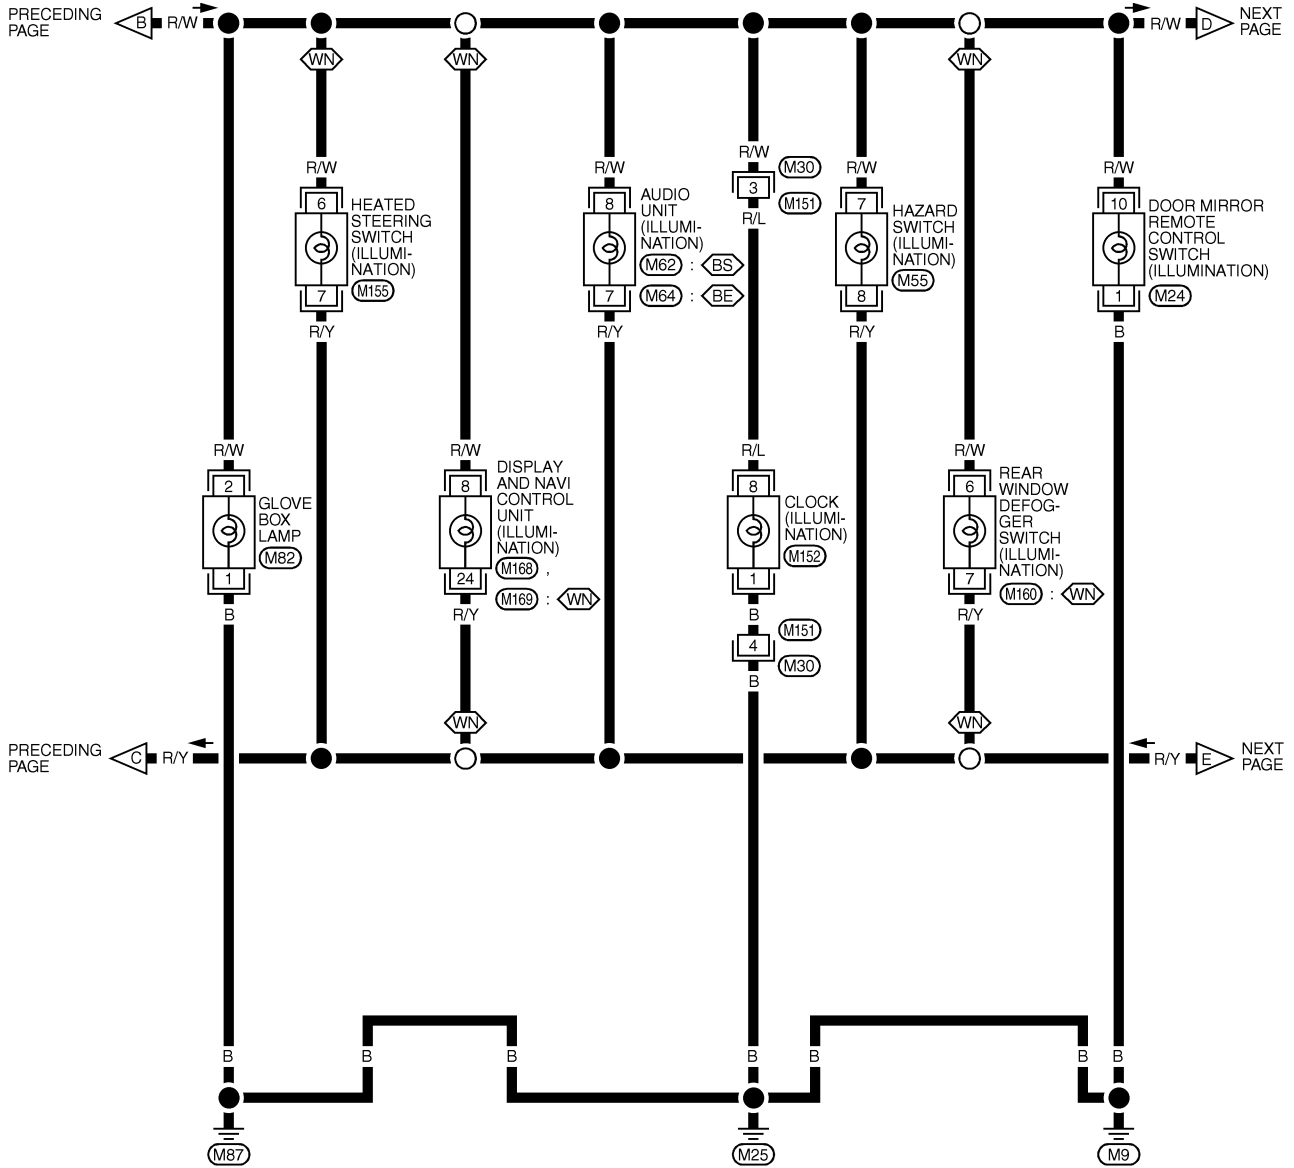 PRECEDING
PAGE
B
R/W
R/W
D
NEXT
PAGE
WN
WN
WN
R/W
R/W
R/W
M30
R/W
R/W
3
M151
R/L
6
HEATED
STEERING
SWITCH
(ILLUMI-
NATION)
M155
7
R/Y
8
AUDIO
UNIT
(ILLUMI-
NATION)
M62 : BS
M64 : BE
7
R/Y
7
HAZARD
SWITCH
(ILLUMI-
NATION)
M55
8
R/Y
10
DOOR MIRROR
REMOTE
CONTROL
SWITCH
(ILLUMINATION)
M24
1
B
R/W
2
GLOVE
BOX
LAMP
M82
1
B
R/W
8
DISPLAY
AND NAVI
CONTROL
UNIT
(ILLUMI-
NATION)
M168 ,
M169 : WN
24
R/Y
WN
R/L
8
CLOCK
(ILLUMI-
NATION)
M152
1
B
M151
4
M30
B
R/W
6
REAR
WINDOW
DEFOG-
GER
SWITCH
(ILLUMI-
NATION)
M160 : WN
7
R/Y
WN
PRECEDING
PAGE
C
R/Y
R/Y
E
NEXT
PAGE
B
B
B
B
B
B
B
M87
M25
M9